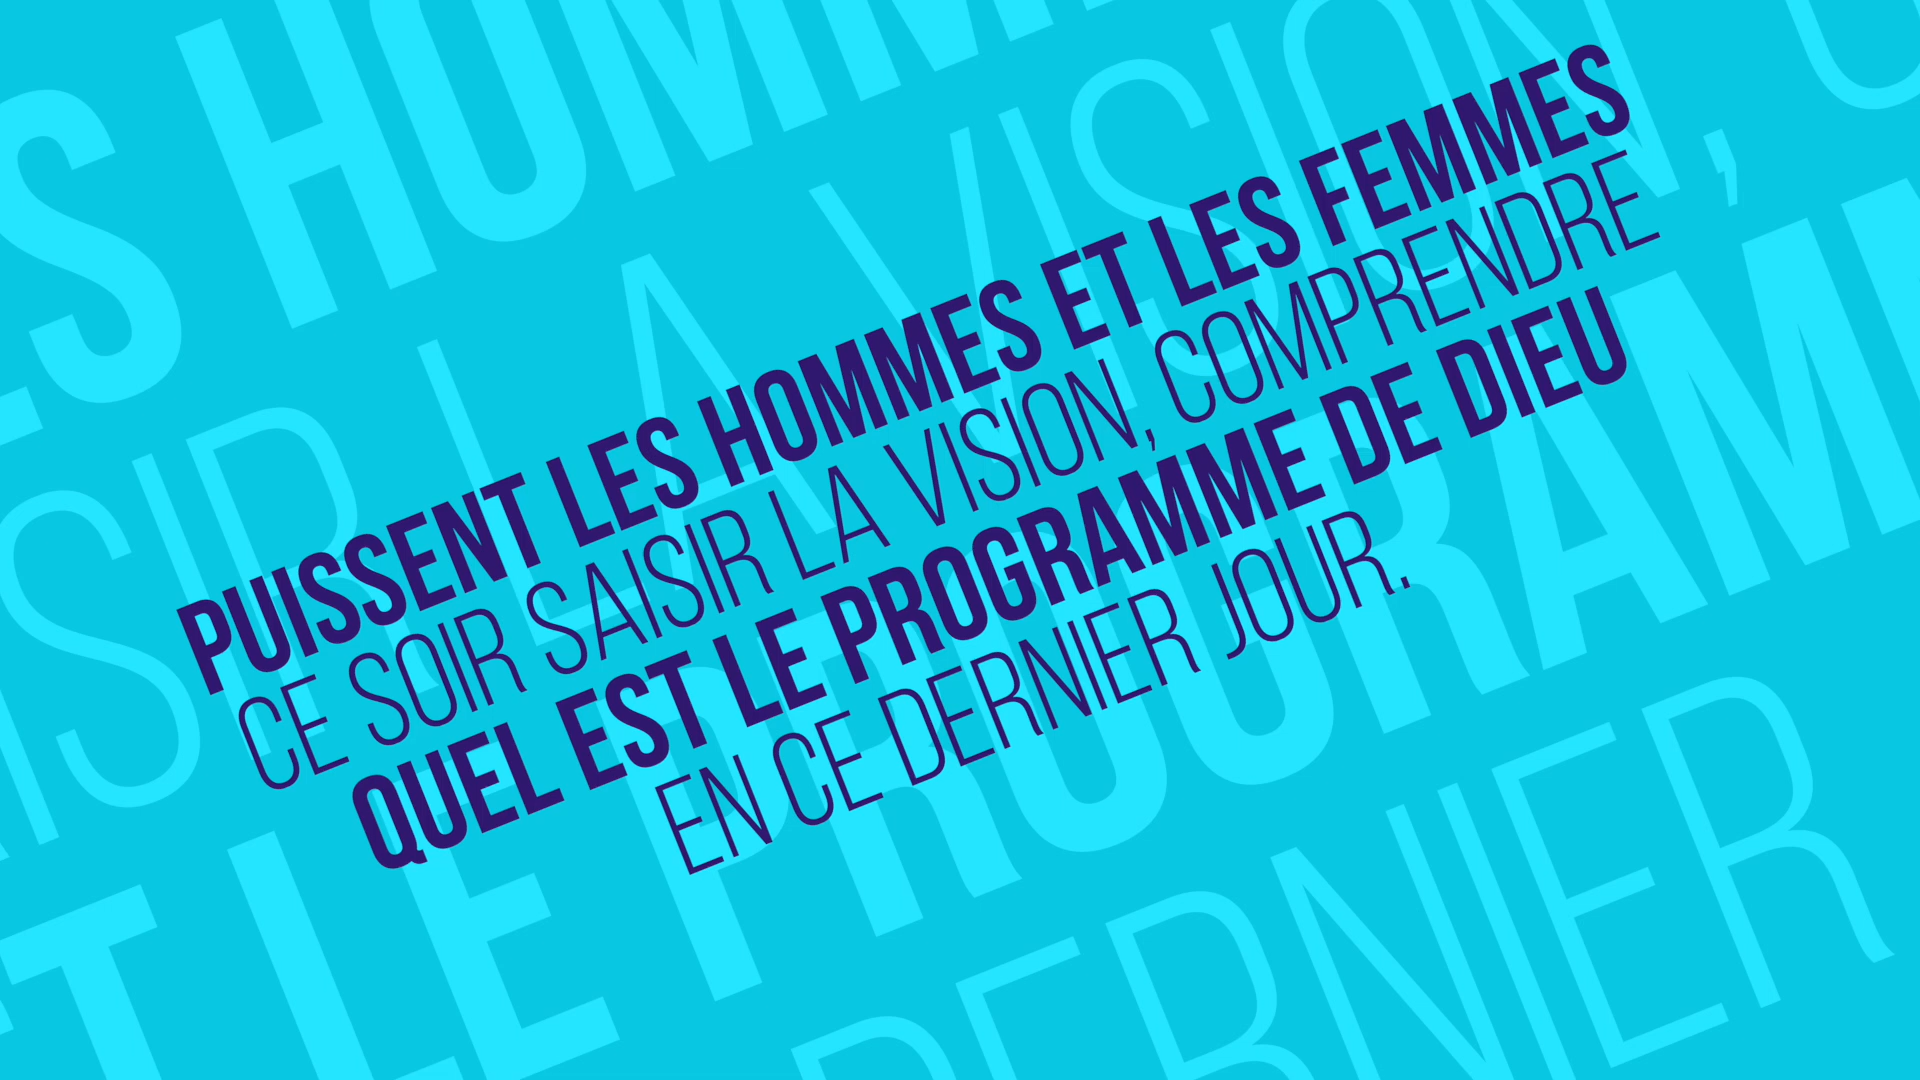 PUISSENT LES HOMMES ET LES FEMMES
CE SOIR SAISIR LA VISION, COMPRENDRE
QUEL EST LE PROGRAMME DE DIEU
EN CE DERNIER JOUR.